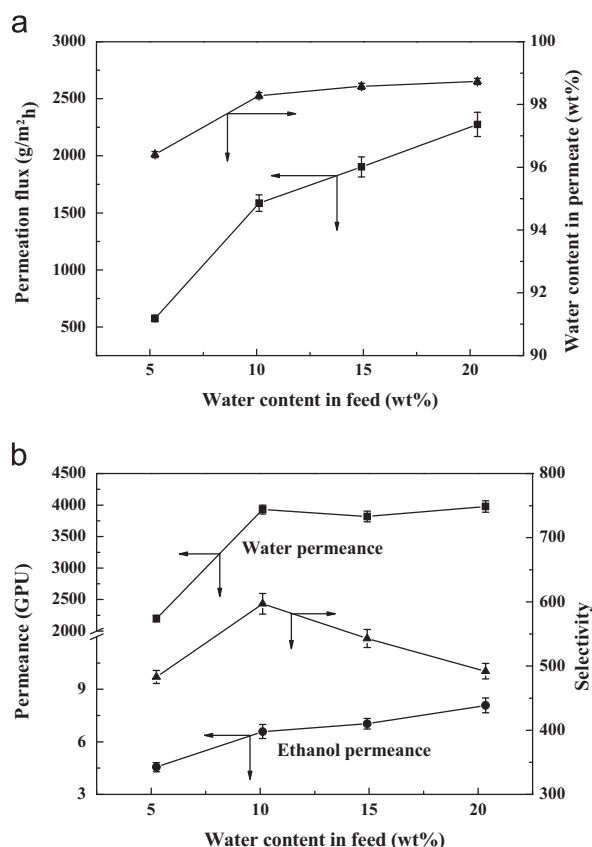 a
3000
2500
2000
1500
1000
500
Permeation flux (g/m²h)
100
98
96
94
92
91
90
Water content in permeate (wt%)
5 10 15 20
Water content in feed (wt%)
b
4500
4000
3500
3000
2500
2000
9
6
3
Permeance (GPU)
800
700
600
500
400
300
Selectivity
Water permeance
Ethanol permeance
5 10 15 20
Water content in feed (wt%)